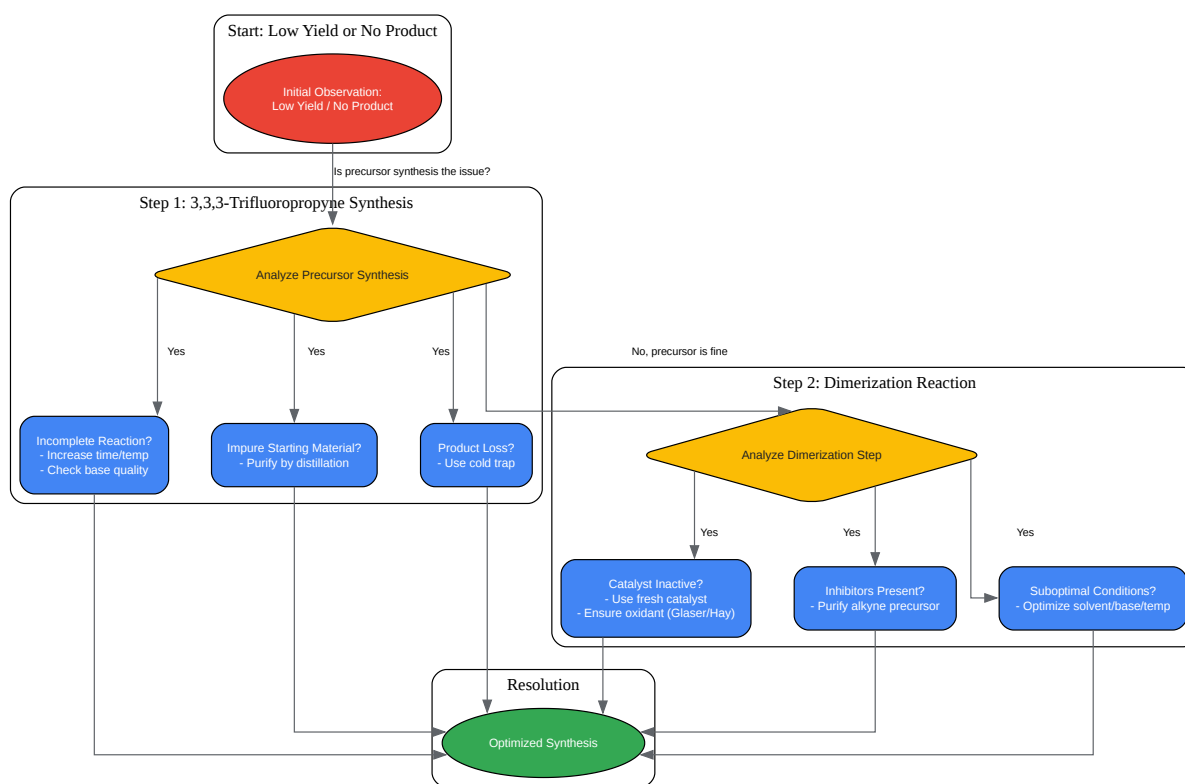 Start: Low Yield or No Product
Initial Observation:
Low Yield / No Product
Is precursor synthesis the issue?
Step 1: 3,3,3-Trifluoropropyne Synthesis
Analyze Precursor Synthesis
Yes
Yes
Yes
No, precursor is fine
Incomplete Reaction?
- Increase time/temp
- Check base quality
Impure Starting Material?
- Purify by distillation
Product Loss?
- Use cold trap
Step 2: Dimerization Reaction
Analyze Dimerization Step
Yes
Yes
Yes
Catalyst Inactive?
- Use fresh catalyst
- Ensure oxidant (Glaser/Hay)
Inhibitors Present?
- Purify alkyne precursor
Suboptimal Conditions?
- Optimize solvent/base/temp
Resolution
Optimized Synthesis